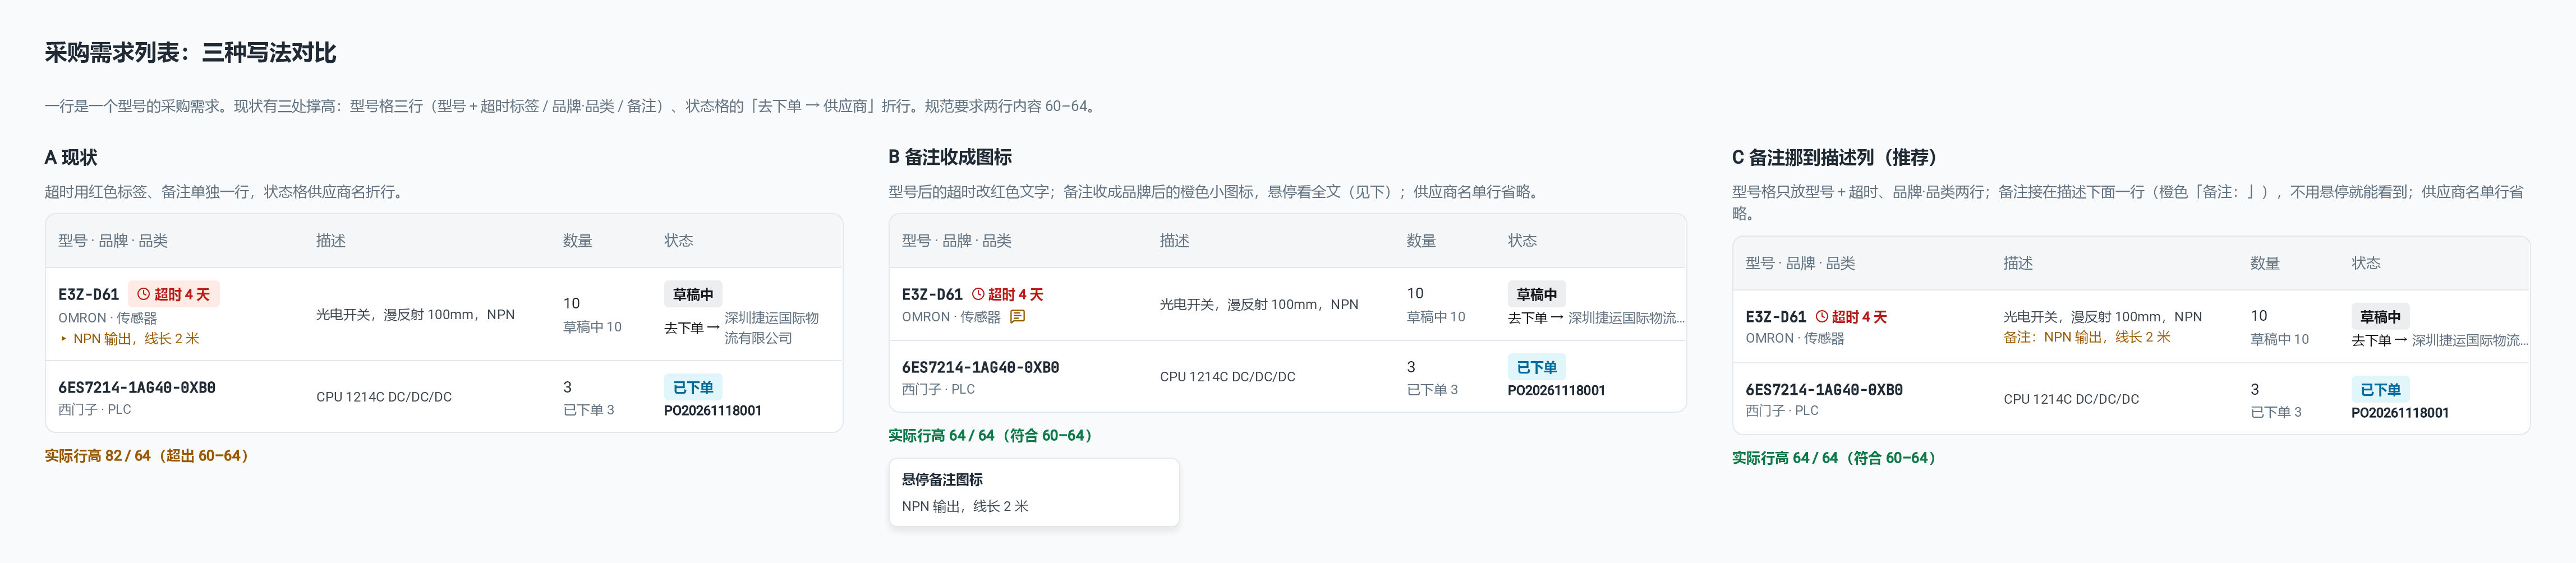 采购需求列表：三种写法对比
一行是一个型号的采购需求。现状有三处撑高：型号格三行（型号 + 超时标签 / 品牌·品类 / 备注）、状态格的「去下单 → 供应商」折行。规范要求两行内容 60–64。
A 现状
超时用红色标签、备注单独一行，状态格供应商名折行。
型号 · 品牌 · 品类 描述 数量 状态
E3Z-D61 超时 4 天 光电开关，漫反射 100mm，NPN 10 草稿中
OMRON · 传感器 草稿中 10 去下单 → 深圳捷运国际物
流有限公司
‣ NPN 输出，线长 2 米
6ES7214-1AG40-0XB0 CPU 1214C DC/DC/DC 3 已下单
西门子 · PLC 已下单 3 PO20261118001
实际行高 82 / 64（超出 60–64）
B 备注收成图标
型号后的超时改红色文字；备注收成品牌后的橙色小图标，悬停看全文（见下）；供应商名单行省略。
型号 · 品牌 · 品类 描述 数量 状态
E3Z-D61 超时 4 天 光电开关，漫反射 100mm，NPN 10 草稿中
OMRON · 传感器 草稿中 10 去下单 → 深圳捷运国际物流...
6ES7214-1AG40-0XB0 CPU 1214C DC/DC/DC 3 已下单
西门子 · PLC 已下单 3 PO20261118001
实际行高 64 / 64（符合 60–64）
悬停备注图标
NPN 输出，线长 2 米
C 备注挪到描述列（推荐）
型号格只放型号 + 超时、品牌·品类两行；备注接在描述下面一行（橙色「备注：」），不用悬停就能看到；供应商名单行省
略。
型号 · 品牌 · 品类 描述 数量 状态
E3Z-D61 超时 4 天 光电开关，漫反射 100mm，NPN 10 草稿中
OMRON · 传感器 备注：NPN 输出，线长 2 米 草稿中 10 去下单 → 深圳捷运国际物流...
6ES7214-1AG40-0XB0 CPU 1214C DC/DC/DC 3 已下单
西门子 · PLC 已下单 3 PO20261118001
实际行高 64 / 64（符合 60–64）